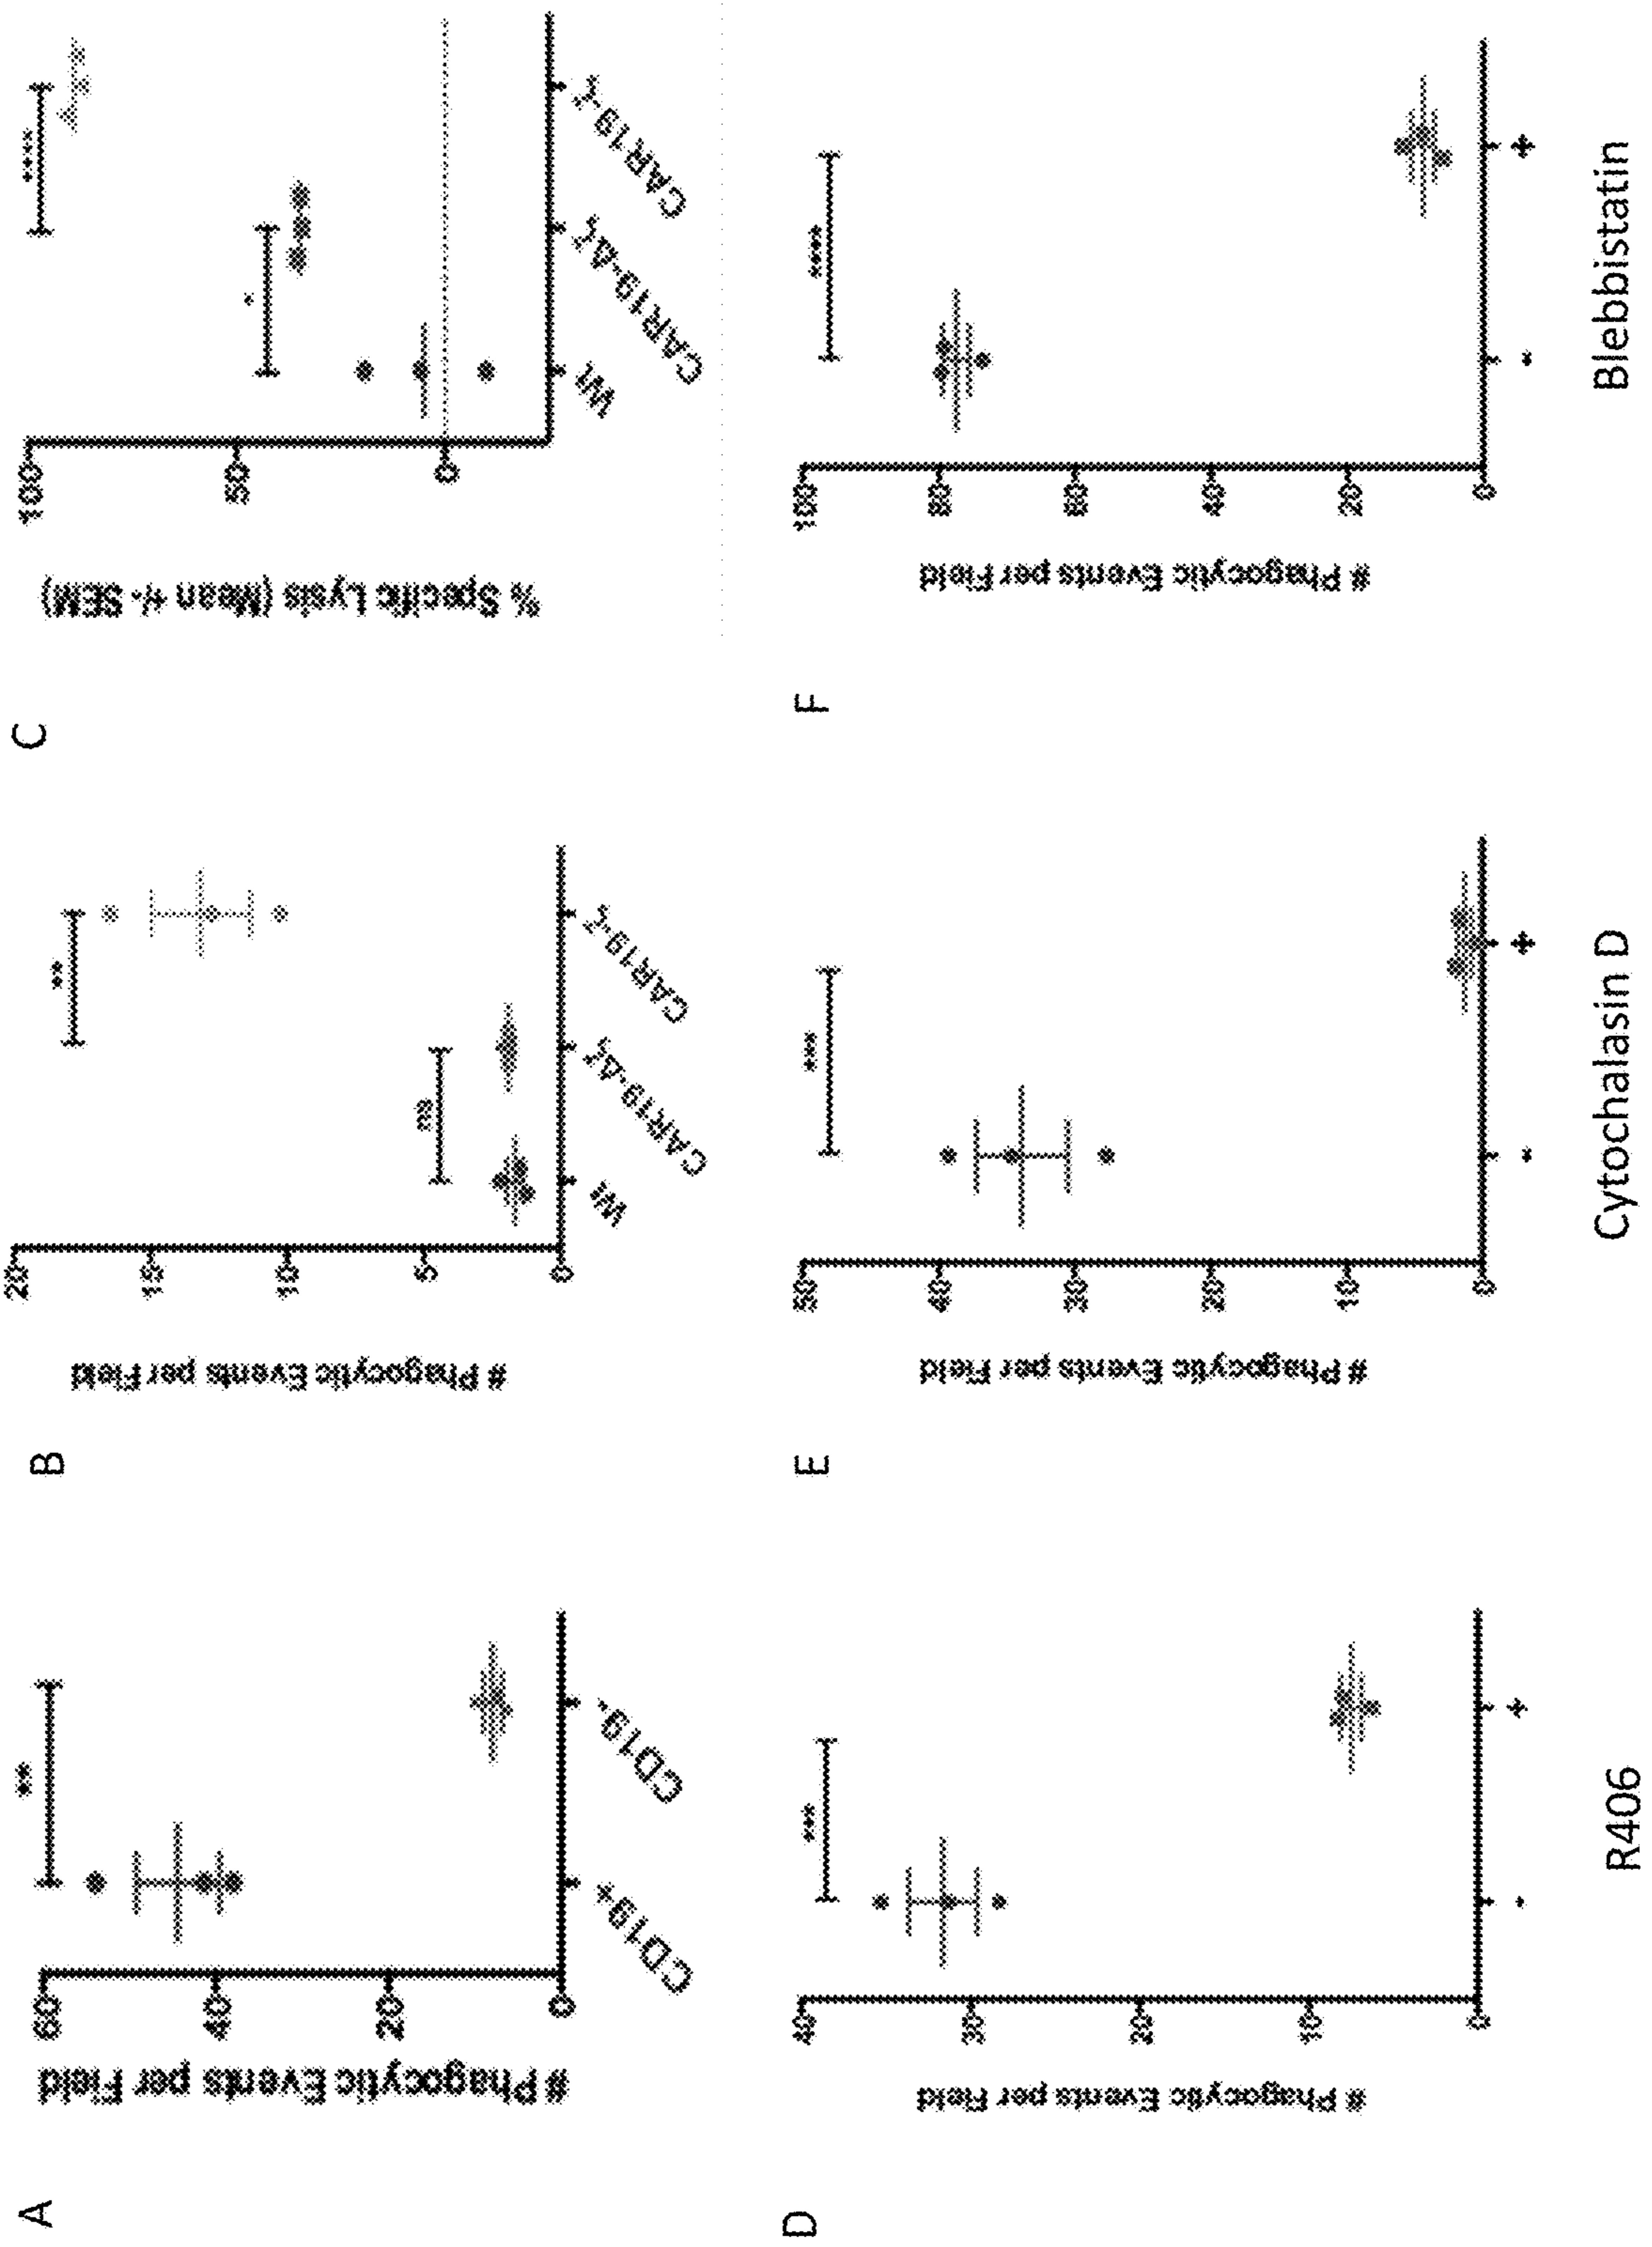 A
# Phagocytic Events per Field
60
40
20
0
**
CD19+
CD19-
B
# Phagocytic Events per Field
20
15
10
5
0
ns
**
Wt
CAR19-Δζ
CAR19-ζ
C
% Specific Lysis (Mean +/- SEM)
100
50
0
*
****
Wt
CAR19-Δζ
CAR19-ζ
D
# Phagocytic Events per Field
40
30
20
10
0
***
-
+
R406
E
# Phagocytic Events per Field
50
40
30
20
10
0
***
-
+
Cytochalasin D
F
# Phagocytic Events per Field
100
80
60
40
20
0
****
-
+
Blebbistatin